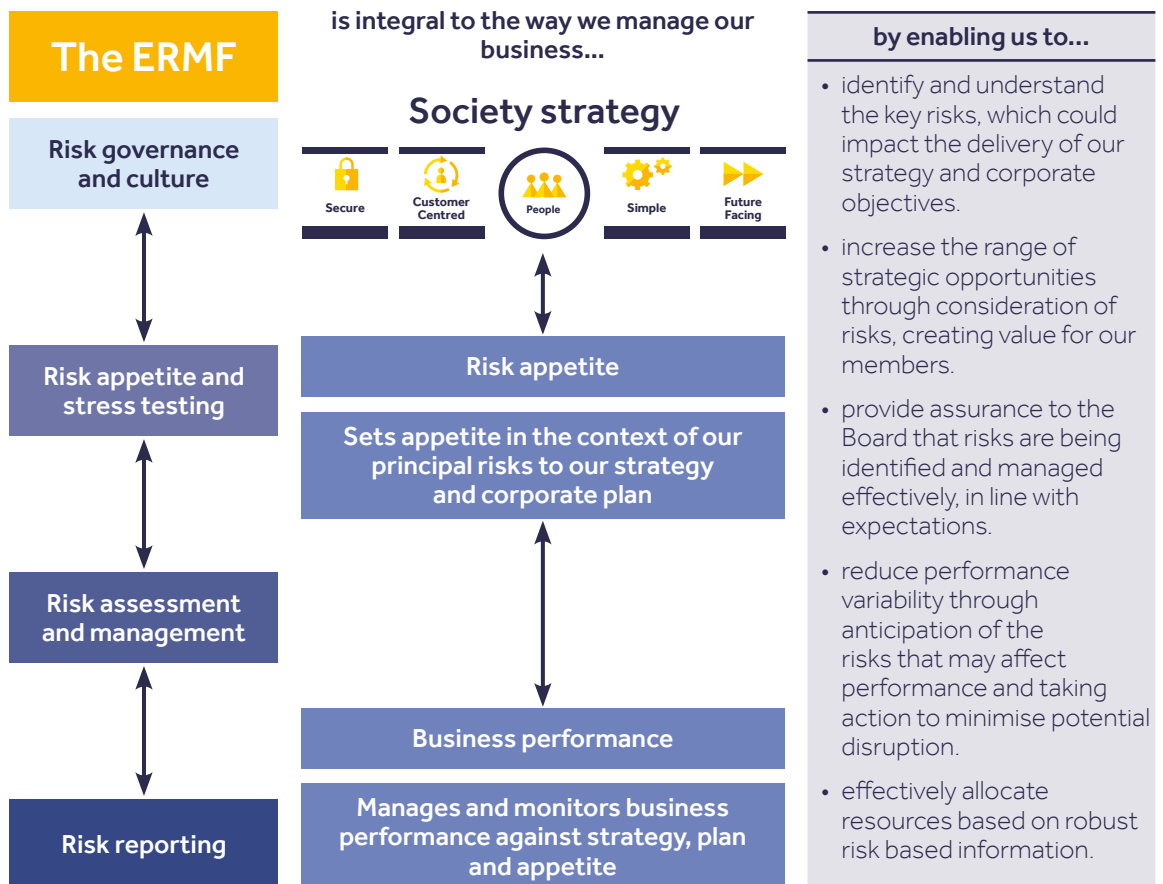 The ERMF
Risk governance
and culture
Risk appetite and
stress testing
Risk assessment
and management
Risk reporting
is integral to the way we manage our
business...
Society strategy
Secure
Customer
Centred
People
Simple
Future
Facing
Risk appetite
Sets appetite in the context of our
principal risks to our strategy
and corporate plan
Business performance
Manages and monitors business
performance against strategy, plan
and appetite
by enabling us to...
• identify and understand
the key risks, which could
impact the delivery of our
strategy and corporate
objectives.
• increase the range of
strategic opportunities
through consideration of
risks, creating value for our
members.
• provide assurance to the
Board that risks are being
identified and managed
effectively, in line with
expectations.
• reduce performance
variability through
anticipation of the
risks that may affect
performance and taking
action to minimise potential
disruption.
• effectively allocate
resources based on robust
risk based information.